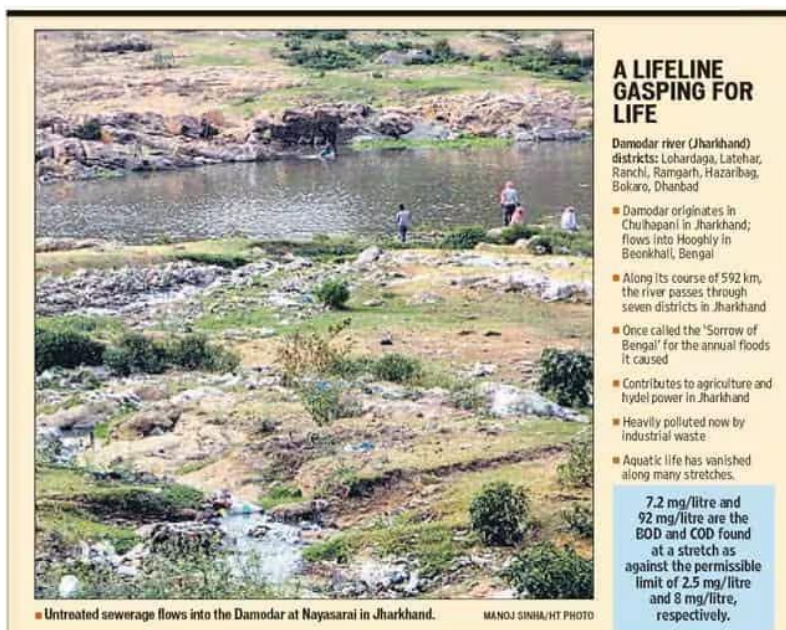 A LIFELINE
GASPING FOR
LIFE
Damodar river (Jharkhand)
districts: Lohardaga, Latehar,
Ranchi, Ramgarh, Hazaribag,
Bokaro, Dhanbad
■ Damodar originates in
Chulhapani in Jharkhand;
flows into Hooghly in
Beonkhali, Bengal
■ Along its course of 592 km,
the river passes through
seven districts in Jharkhand
■ Once called the 'Sorrow of
Bengal' for the annual floods
it caused
■ Contributes to agriculture and
hydel power in Jharkhand
■ Heavily polluted now by
industrial waste
■ Aquatic life has vanished
along many stretches.
7.2 mg/litre and
92 mg/litre are the
BOD and COD found
at a stretch as
against the permissible
limit of 2.5 mg/litre
and 8 mg/litre,
respectively.
■ Untreated sewerage flows into the Damodar at Nayasarai in Jharkhand.
MANOJ SINHA/HT PHOTO